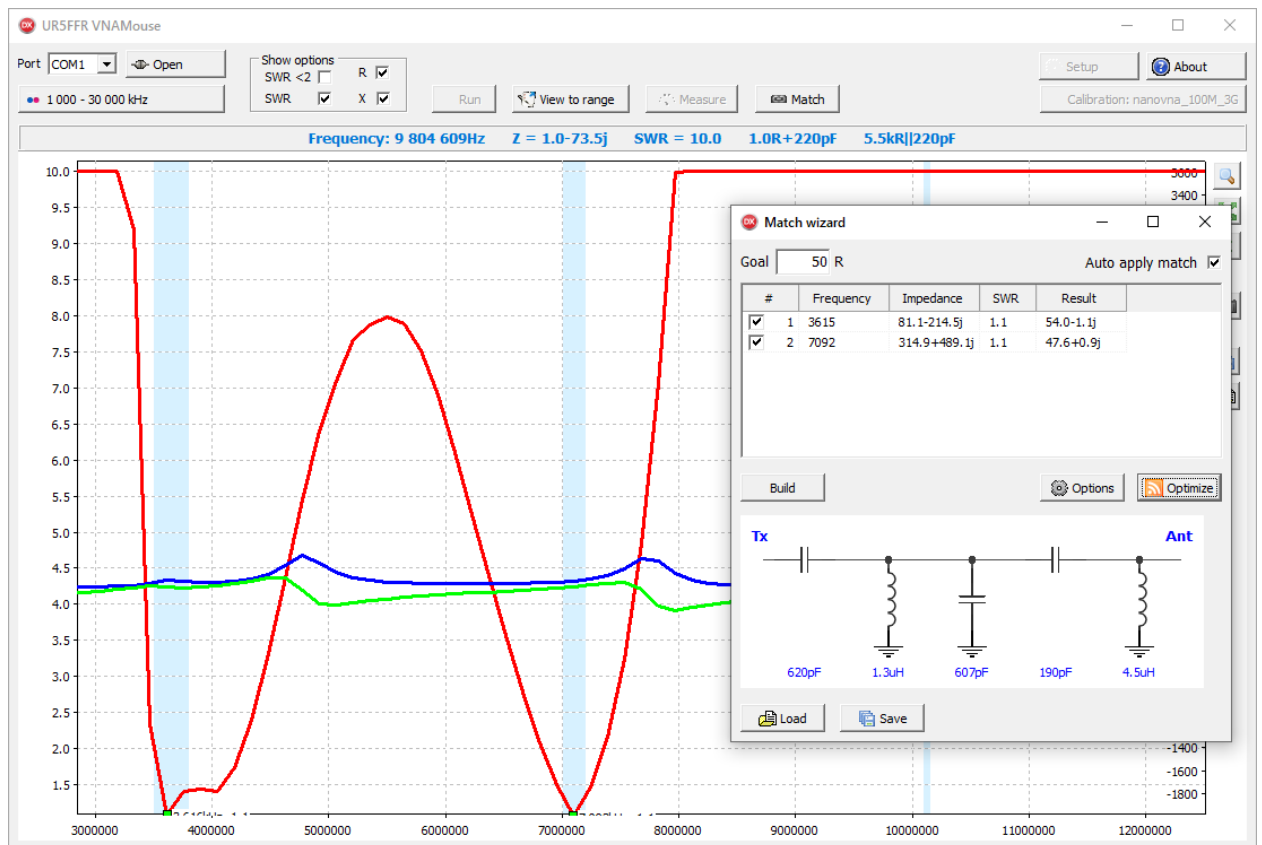 UR5FFR VNAMouse
Port COM1 Open
Show options
SWR <2 R
SWR X
Setup About
1 000 - 30 000 kHz
Run View to range Measure Match
Calibration: nanovna_100M_3G
Frequency: 9 804 609Hz Z = 1.0-73.5j SWR = 10.0 1.0R+220pF 5.5kR||220pF
10.0
9.5
9.0
8.5
8.0
7.5
7.0
6.5
6.0
5.5
5.0
4.5
4.0
3.5
3.0
2.5
2.0
1.5
3400
Match wizard
Goal 50 R Auto apply match
# Frequency Impedance SWR Result
1 3615 81.1-214.5j 1.1 54.0-1.1j
2 7092 314.9+489.1j 1.1 47.6+0.9j
Build Options Optimize
Tx Ant
620pF 1.3uH 607pF 190pF 4.5uH
Load Save
-1400
-1600
-1800
3000000 4000000 5000000 6000000 7000000 8000000 9000000 10000000 11000000 12000000